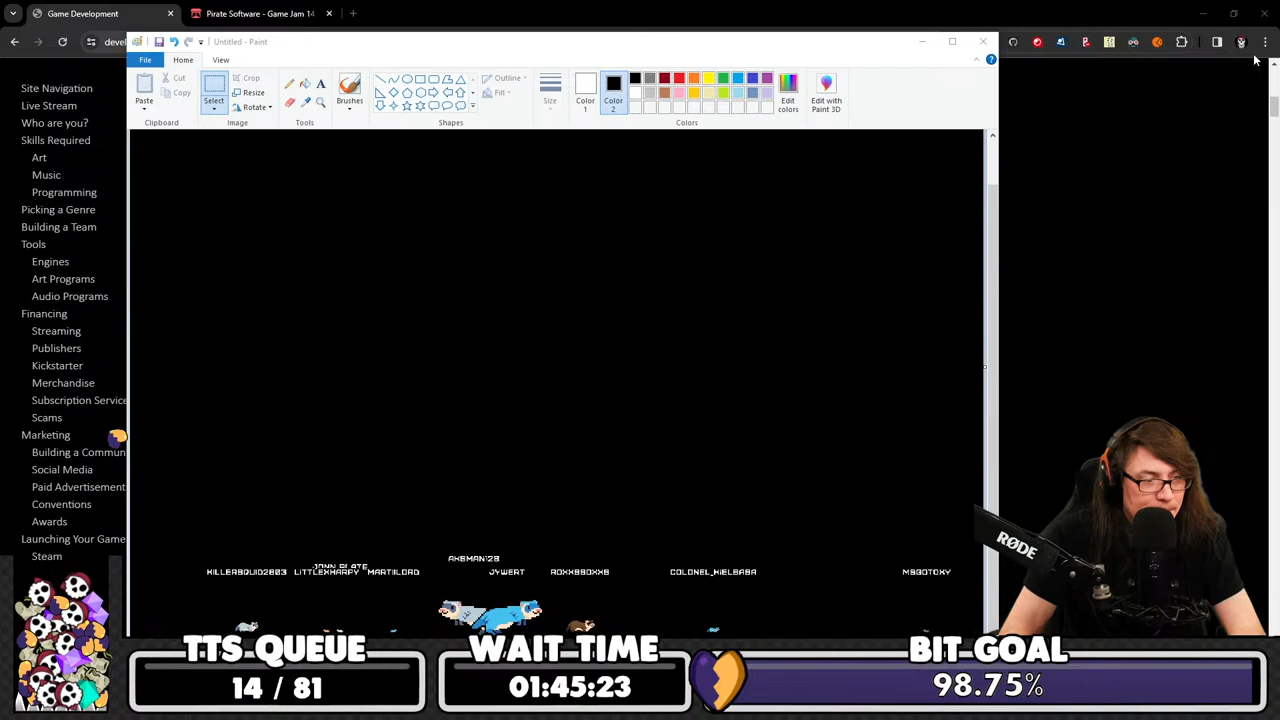 Game Development
Pirate Software - Game Jam 14
devel
Untitled - Paint
File
Home
View
Paste
Cut
Copy
Clipboard
Select
Crop
Resize
Rotate
Image
A
Tools
Brushes
Outline
Fill
Shapes
Size
Color
1
Color
2
Edit
colors
Colors
Edit with
Paint 3D
Site Navigation
Live Stream
Who are you?
Skills Required
Art
Music
Programming
Picking a Genre
Building a Team
Tools
Engines
Art Programs
Audio Programs
Financing
Streaming
Publishers
Kickstarter
Merchandise
Subscription Service
Scams
Marketing
Building a Commun
Social Media
Paid Advertisement
Conventions
Awards
Launching Your Game
Steam
KILLERSQUID2803
LITTLEXHARPY
MARTIILORD
JYWERT
ROXXBBOXXB
COLONEL_KIELBASA
MSGOTOKY
RØDE
TTS QUEUE
14 / 81
WAIT TIME
01:45:23
BIT GOAL
98.75%